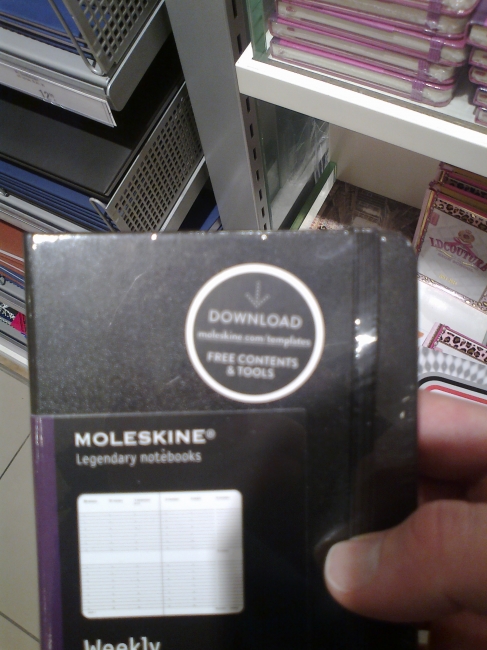 DOWNLOAD
moleskine.com/templates
FREE CONTENTS
& TOOLS
MOLESKINE®
Legendary notebooks
Weekly